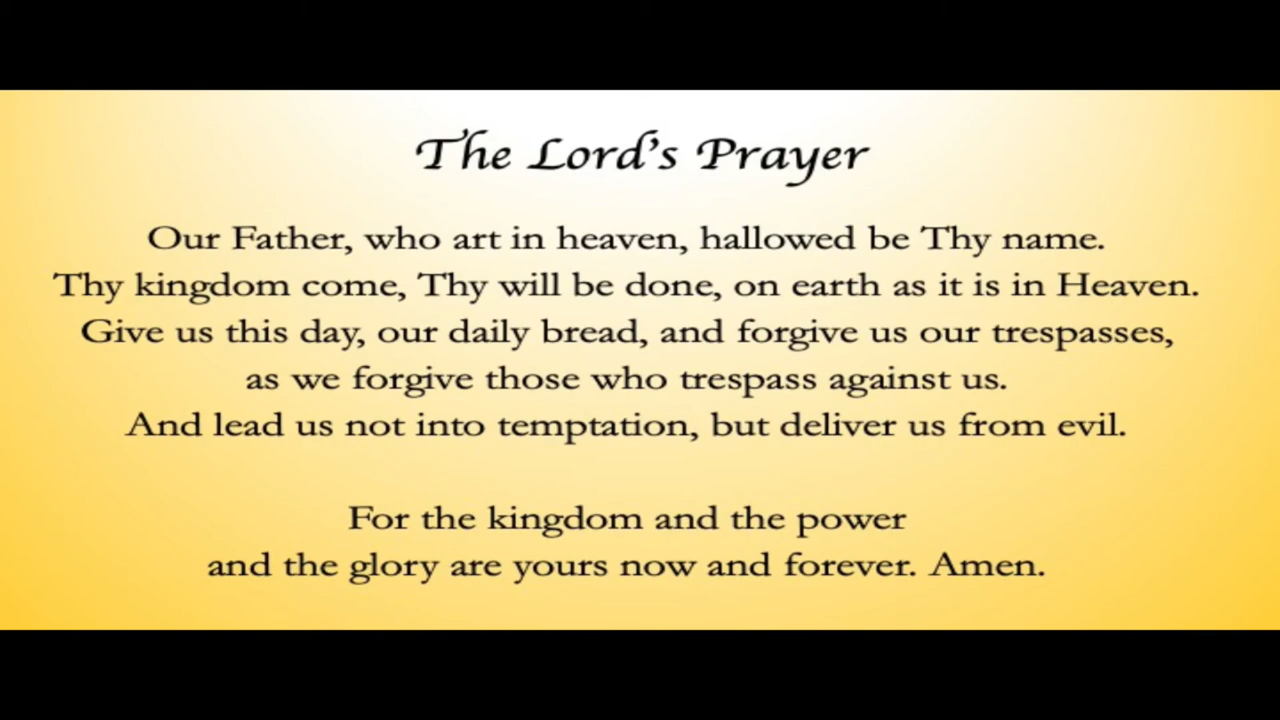 The Lord’s Prayer
Our Father, who art in heaven, hallowed be Thy name.
Thy kingdom come, Thy will be done, on earth as it is in Heaven.
Give us this day, our daily bread, and forgive us our trespasses,
as we forgive those who trespass against us.
And lead us not into temptation, but deliver us from evil.
For the kingdom and the power
and the glory are yours now and forever. Amen.